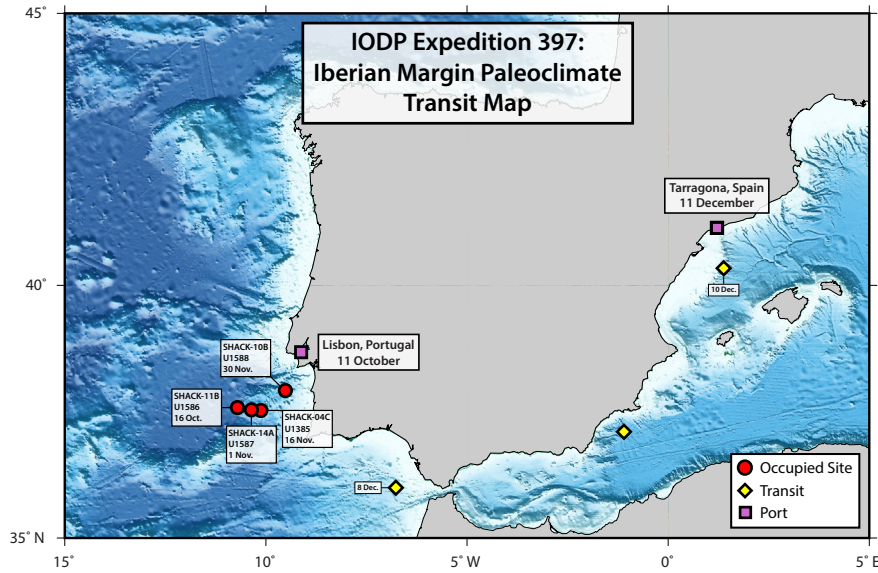 45˚
IODP Expedition 397:
Iberian Margin Paleoclimate
Transit Map
Tarragona, Spain
11 December
40˚
10 Dec.
Lisbon, Portugal
11 October
SHACK-10B
U1588
30 Nov.
SHACK-11B
U1586
16 Oct.
SHACK-04C
U1385
16 Nov.
SHACK-14A
U1587
1 Nov.
8 Dec.
Occupied Site
Transit
Port
35˚ N
15˚
10˚
5˚ W
0˚
5˚ E